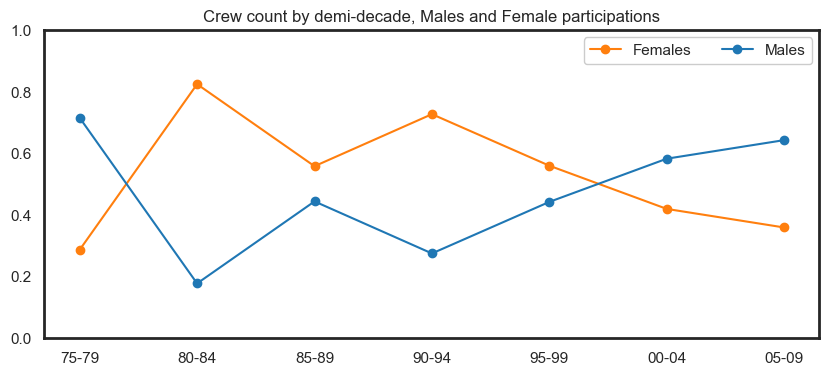 Crew count by demi-decade, Males and Female participations
Females Males
1.0
0.8
0.6
0.4
0.2
0.0
75-79 80-84 85-89 90-94 95-99 00-04 05-09